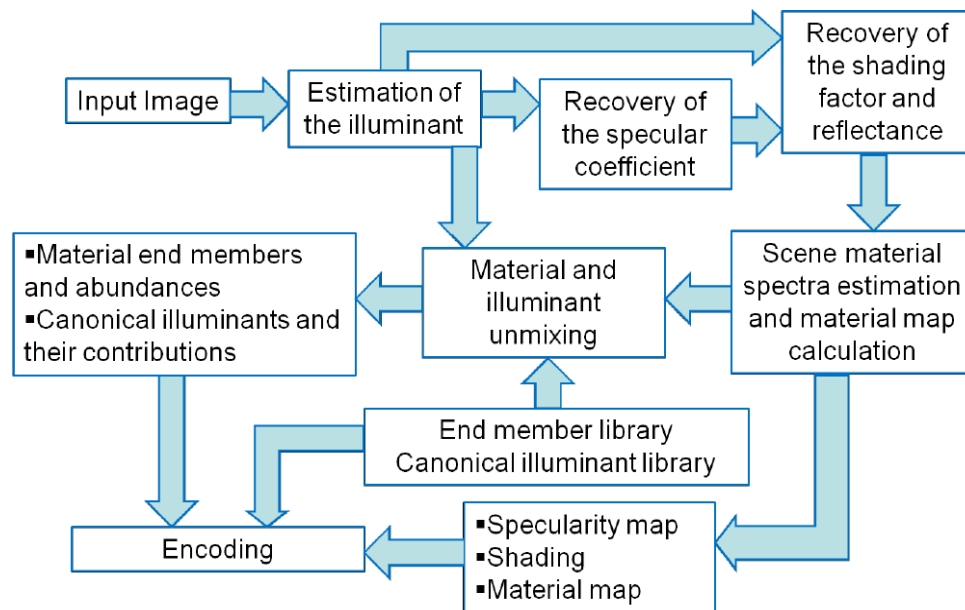 Input Image
Estimation of
the illuminant
Recovery of
the specular
coefficient
Recovery of
the shading
factor and
reflectance
▪Material end members
and abundances
▪Canonical illuminants and
their contributions
Material and
illuminant
unmixing
Scene material
spectra estimation
and material map
calculation
End member library
Canonical illuminant library
Encoding
▪Specularity map
▪Shading
▪Material map